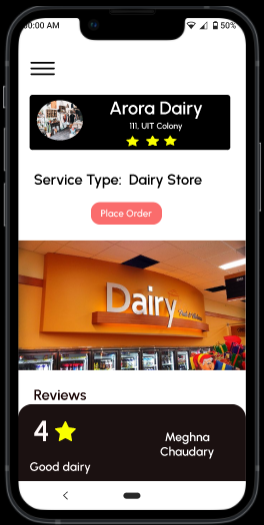 00:00 AM 50%
Arora Dairy
111, UIT Colony
Service Type: Dairy Store
Place Order
Dairy
Reviews
4
Meghna
Chaudary
Good dairy